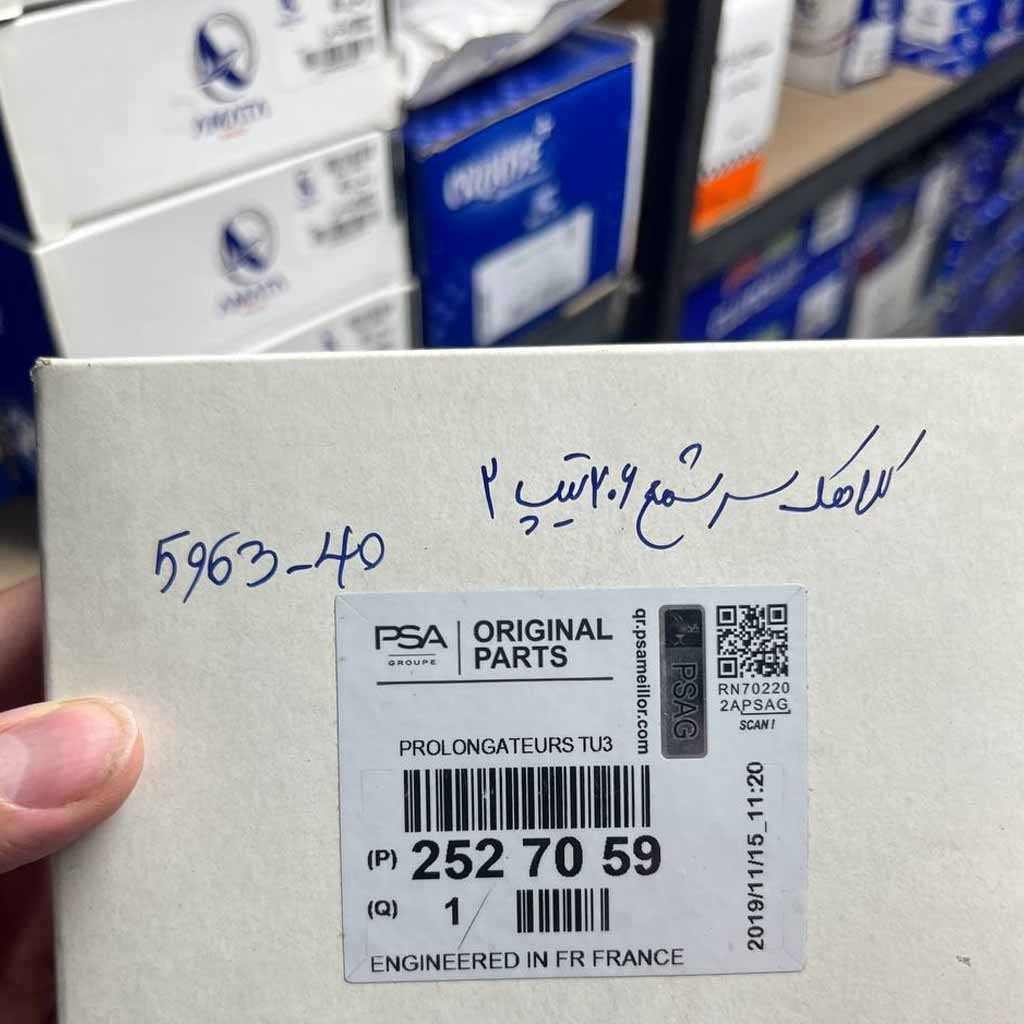 کلاهک سر شمع ۲۰۶ تیپ ۲
5963-40
PSA
GROUPE
ORIGINAL
PARTS
qr.psameillor.com
PSAG
RN70220
2APSAG
SCAN!
PROLONGATEURS TU3
(P) 252 70 59
(Q) 1
2019/11/15_11:20
ENGINEERED IN FR FRANCE